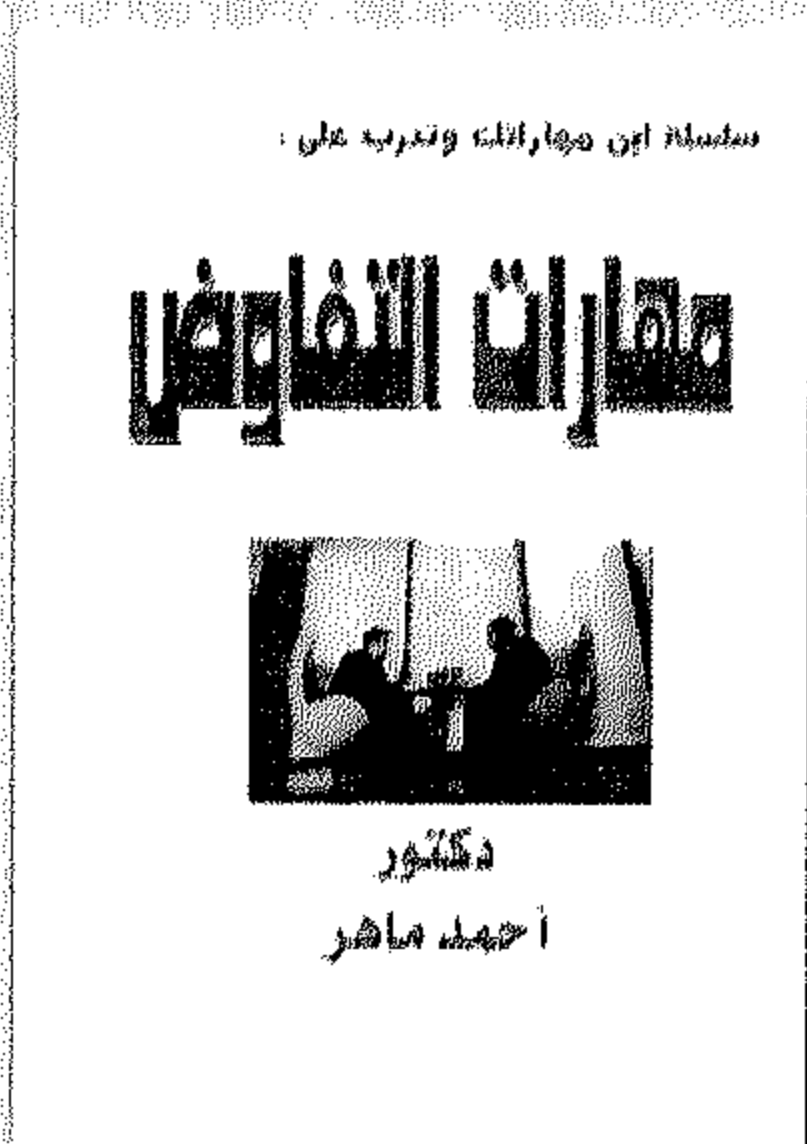 سلسلة ابن مهاراتك وتدرب على :
مهارات التفاوض
دكتور
أحمد ماهر